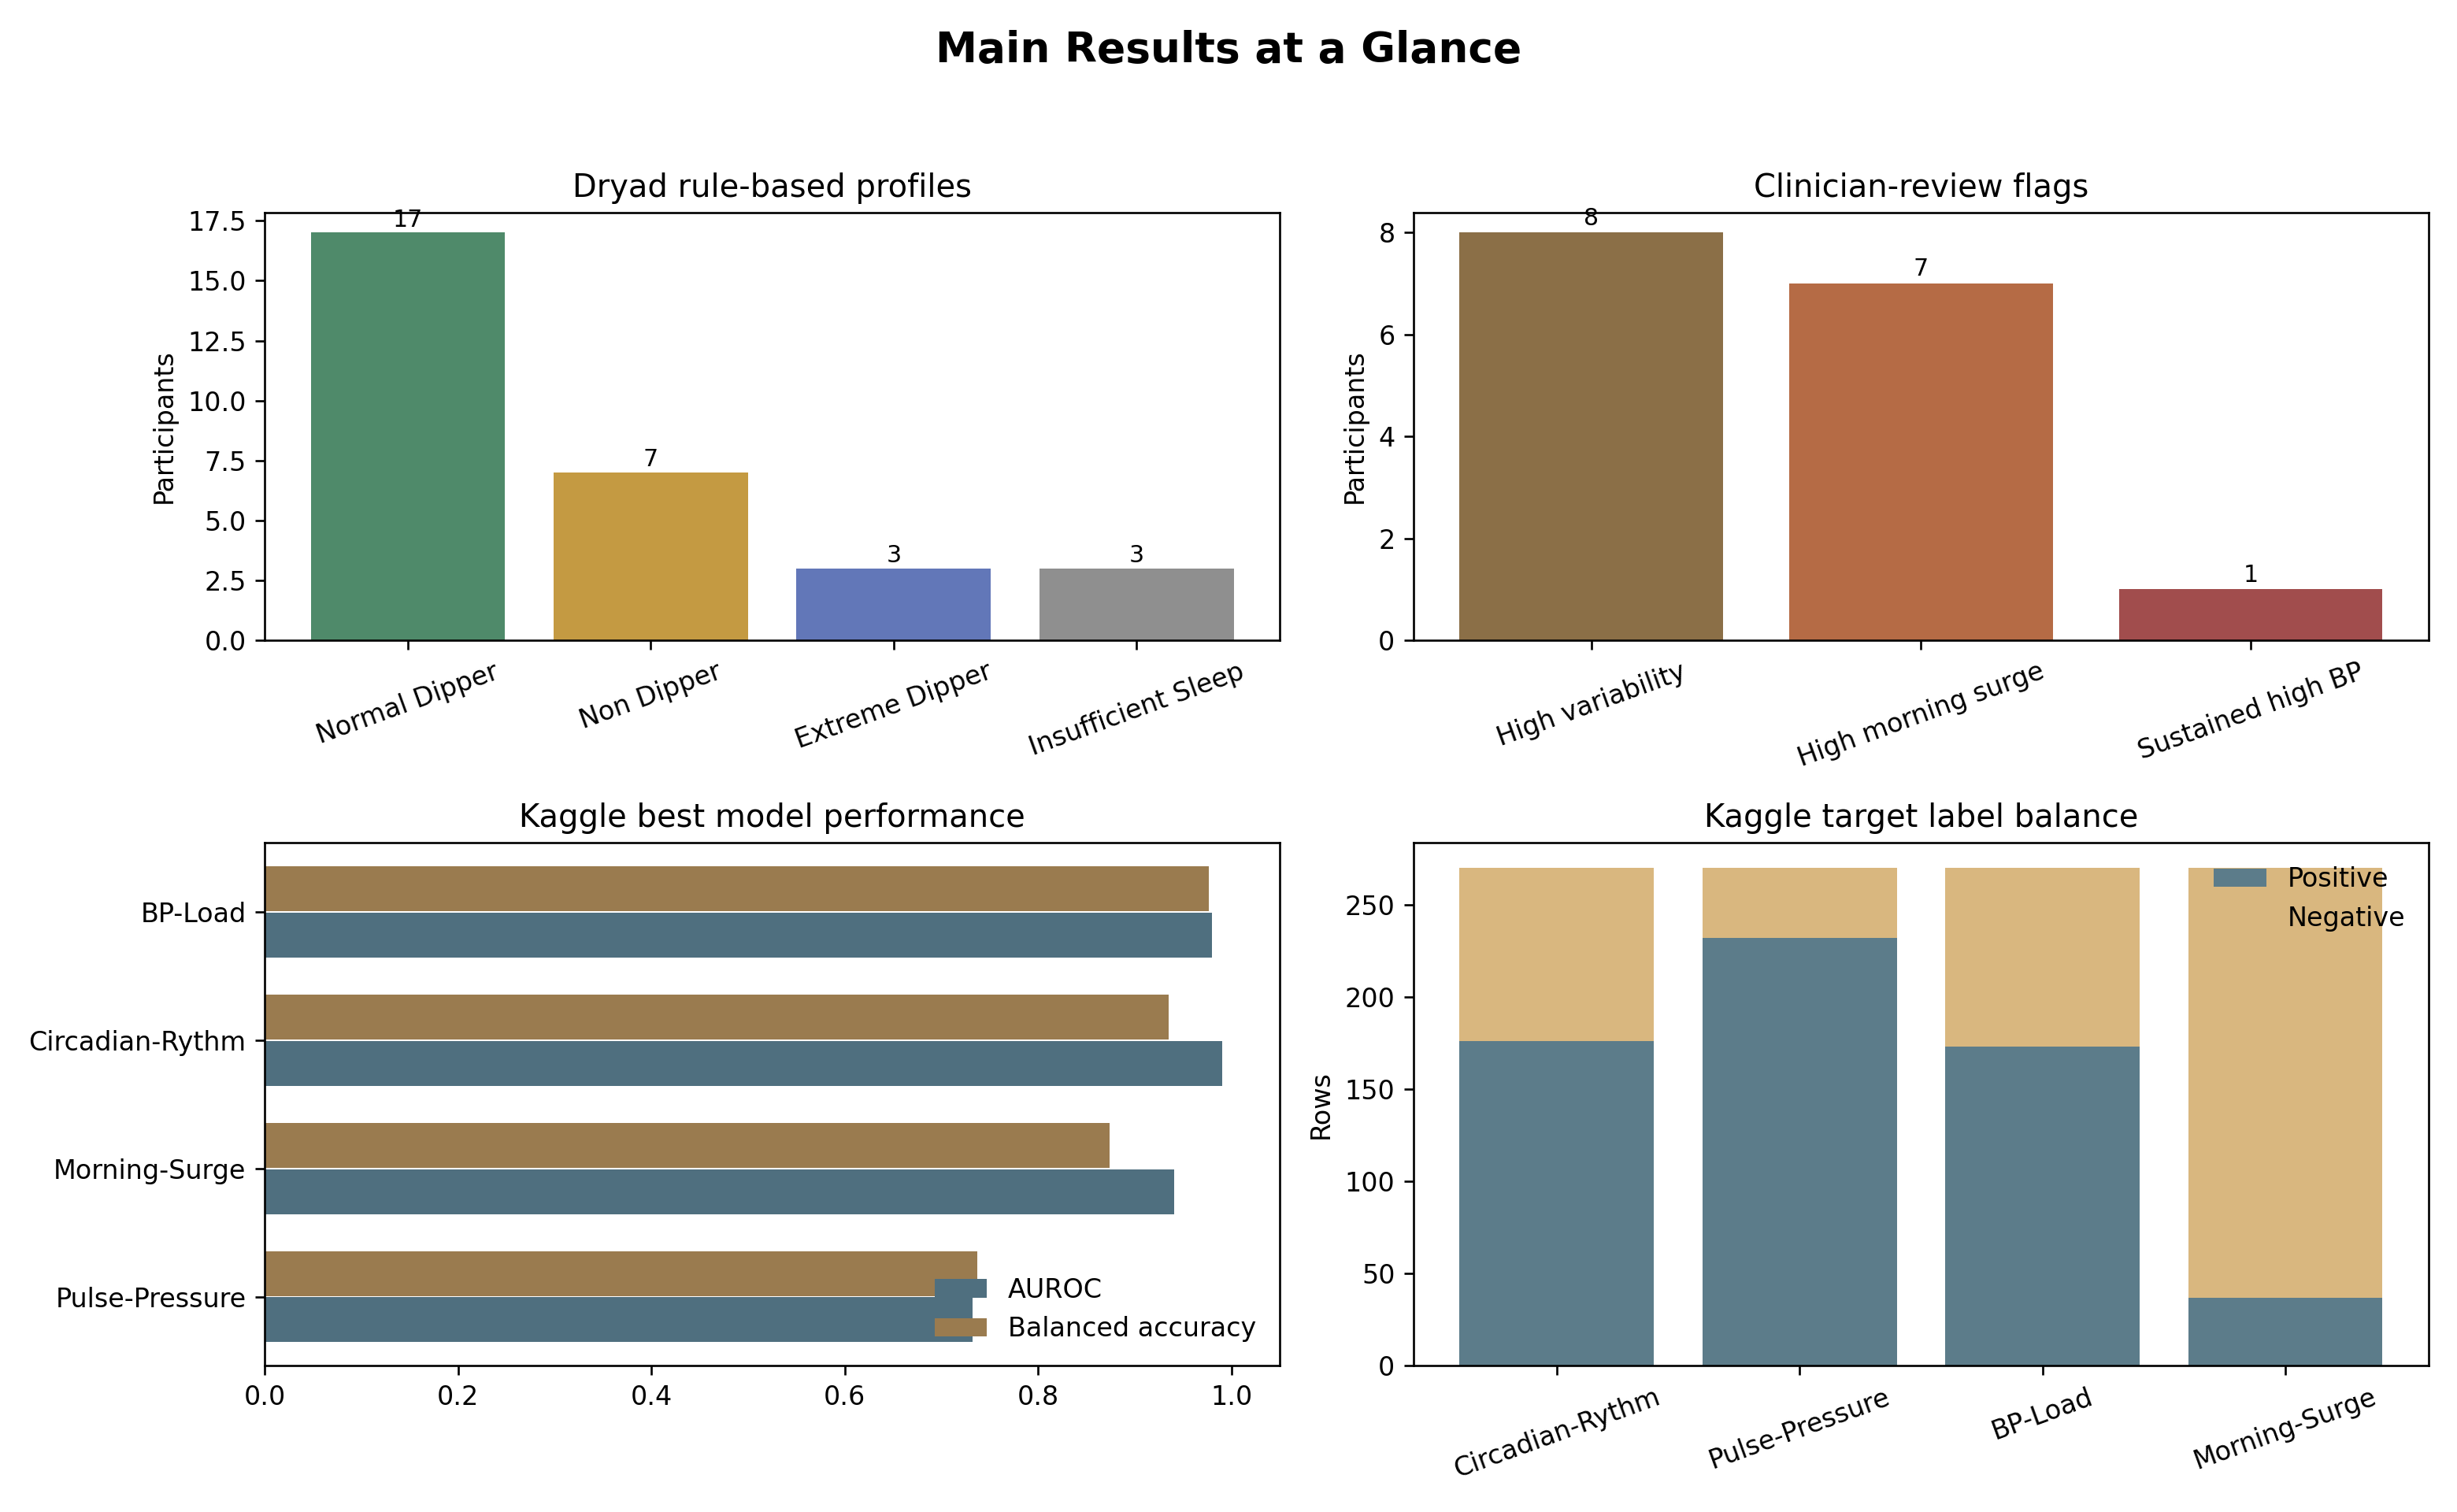 Main Results at a Glance
Dryad rule-based profiles
Participants
17.5
15.0
12.5
10.0
7.5
5.0
2.5
0.0
17
7
3
3
Normal Dipper
Non Dipper
Extreme Dipper
Insufficient Sleep
Clinician-review flags
Participants
8
6
4
2
0
8
7
1
High variability
High morning surge
Sustained high BP
Kaggle best model performance
BP-Load
Circadian-Rythm
Morning-Surge
Pulse-Pressure
AUROC
Balanced accuracy
0.0 0.2 0.4 0.6 0.8 1.0
Kaggle target label balance
Rows
250
200
150
100
50
0
Positive
Negative
Circadian-Rythm
Pulse-Pressure
BP-Load
Morning-Surge